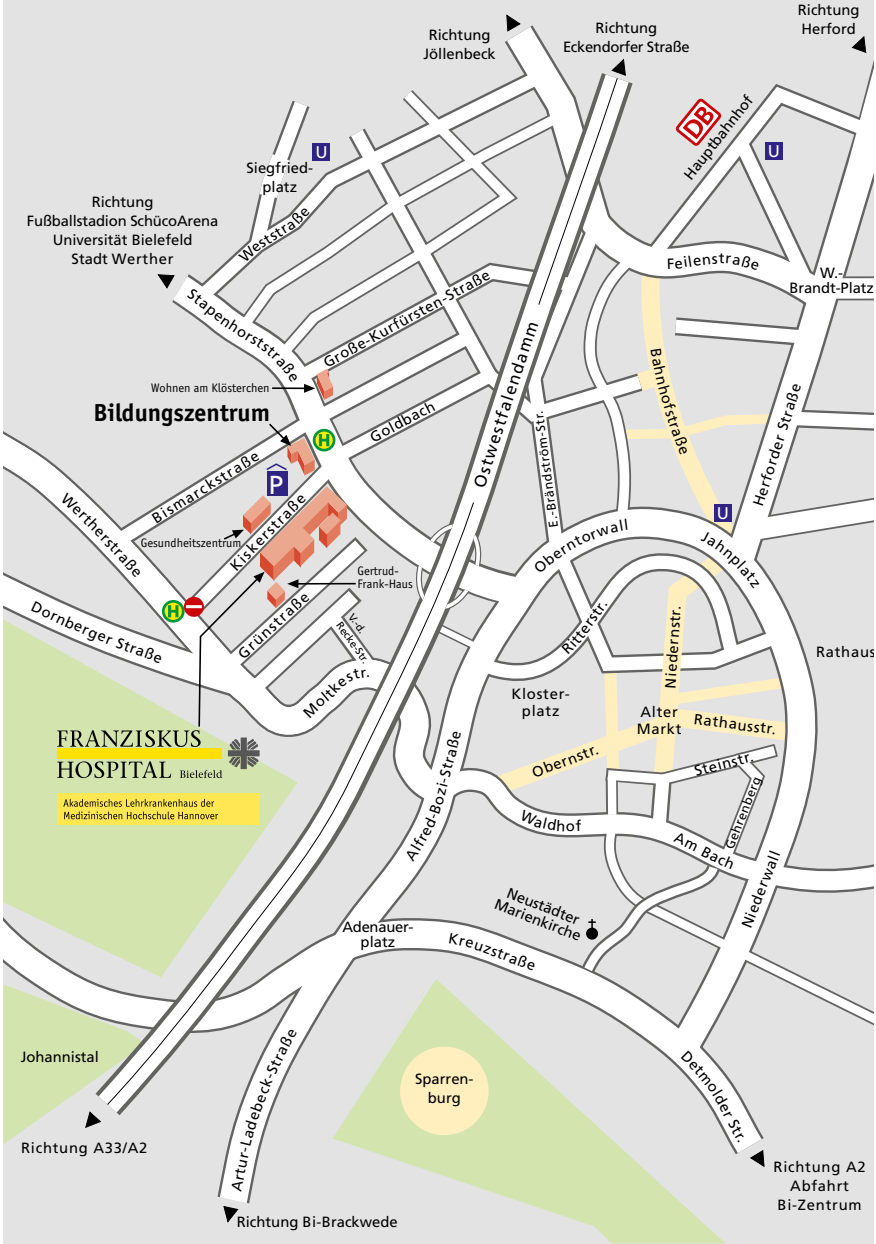 Richtung
Herford
Richtung
Jöllenbeck
Richtung
Eckendorfer Straße
DB
Hauptbahnhof
U
U
Siegfried-
platz
Richtung
Fußballstadion SchücoArena
Universität Bielefeld
Stadt Werther
Weststraße
Feilenstraße
W.-
Brandt-Platz
Stapenhorststraße
Große-Kurfürsten-Straße
Ostwestfalendamm
Bahnhofstraße
Herforder Straße
Wohnen am Klösterchen
Bildungszentrum
Goldbach
H
E.-Brändström-Str.
Bismarckstraße
P
Wertherstraße
Gesundheitszentrum
Kiskerstraße
U
Oberntorwall
Jahnplatz
Gertrud-
Frank-Haus
H
Dornberger Straße
Grünstraße
V.-d.
Recke-Str.
Moltkestr.
Ritterstr.
Niedernstr.
Rathaus
Kloster-
platz
Alter
Markt
Rathausstr.
FRANZISKUS
HOSPITAL Bielefeld
Akademisches Lehrkrankenhaus der
Medizinischen Hochschule Hannover
Obernstr.
Steinstr.
Gehrenberg
Alfred-Bozi-Straße
Waldhof
Am Bach
Niederwall
Neustädter
Marienkirche
Adenauer-
platz
Kreuzstraße
Johannistal
Sparren-
burg
Detmolder Str.
Artur-Ladebeck-Straße
Richtung A33/A2
Richtung A2
Abfahrt
Bi-Zentrum
Richtung Bi-Brackwede